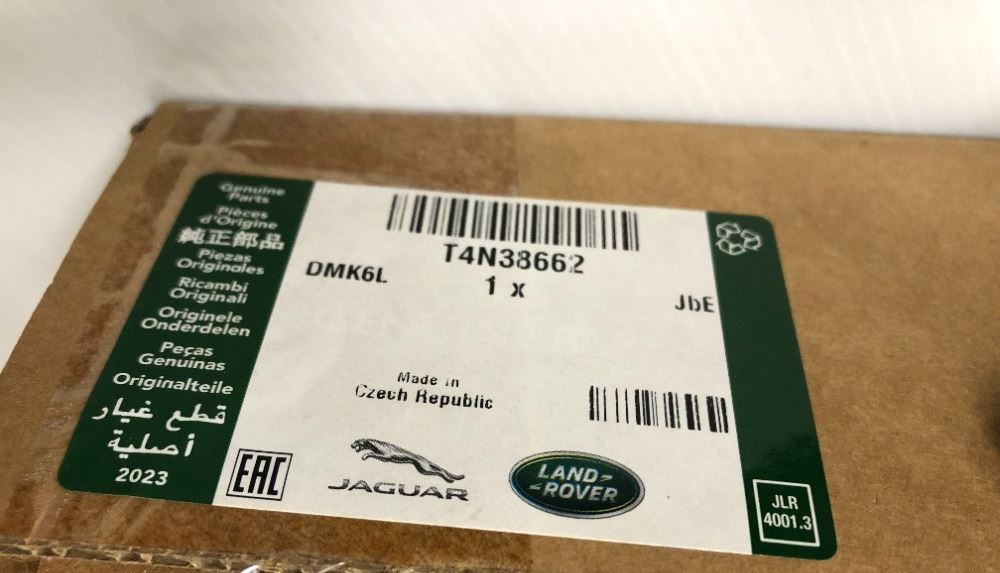 Genuine
Parts
Pièces
d'Origine
純正部品
Piezas
Originales
Ricambi
Originali
Originele
Onderdelen
Peças
Genuinas
Originalteile
قطع غيار
أصلية
2023
T4N38662
DMK6L
1 x
JbE
Made in
Czech Republic
EAC
JAGUAR
LAND-
-ROVER
JLR
4001.3